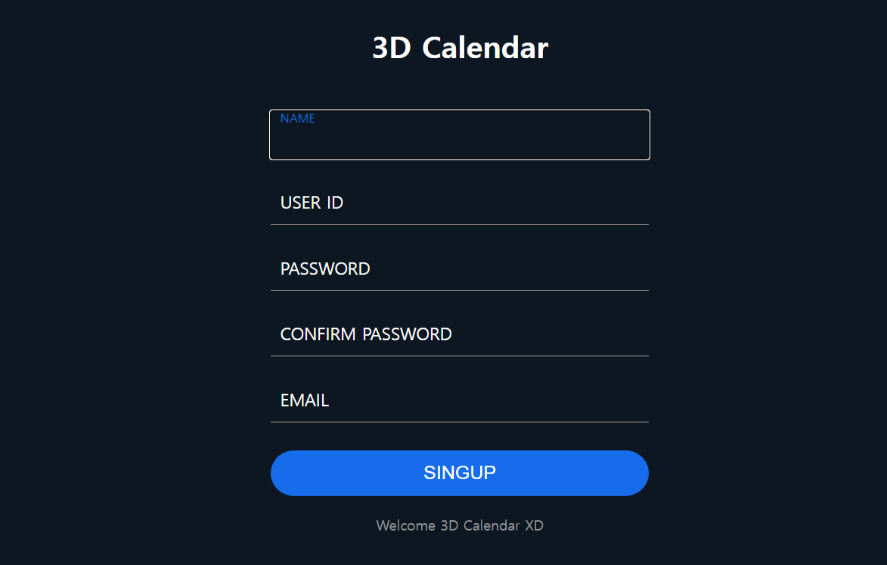 3D Calendar
NAME
USER ID
PASSWORD
CONFIRM PASSWORD
EMAIL
SINGUP
Welcome 3D Calendar XD